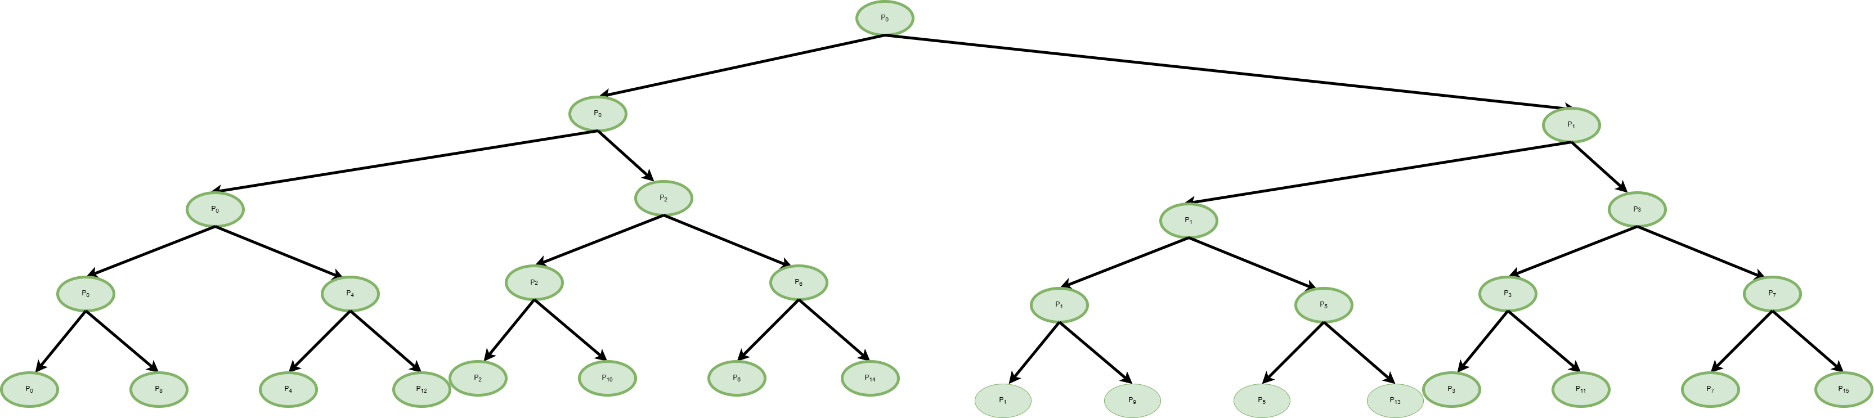 P₀
P₀
P₁
P₀
P₂
P₁
P₃
P₀
P₄
P₂
P₆
P₁
P₅
P₃
P₇
P₀
P₈
P₄
P₁₂
P₂
P₁₀
P₆
P₁₄
P₁
P₉
P₅
P₁₃
P₃
P₁₁
P₇
P₁₅